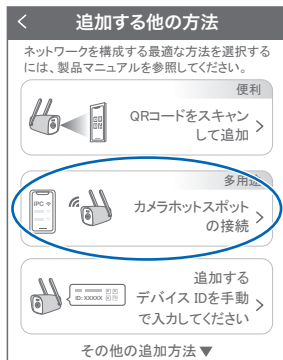 < 追加する他の方法
ネットワークを構成する最適な方法を選択する
には、製品マニュアルを参照してください。
便利
QRコードをスキャン
して追加 >
多用途
IPC
カメラホットスポット
の接続 >
追加する
デバイス IDを手動
で入力してください >
ID: XXXXX
その他の追加方法▼